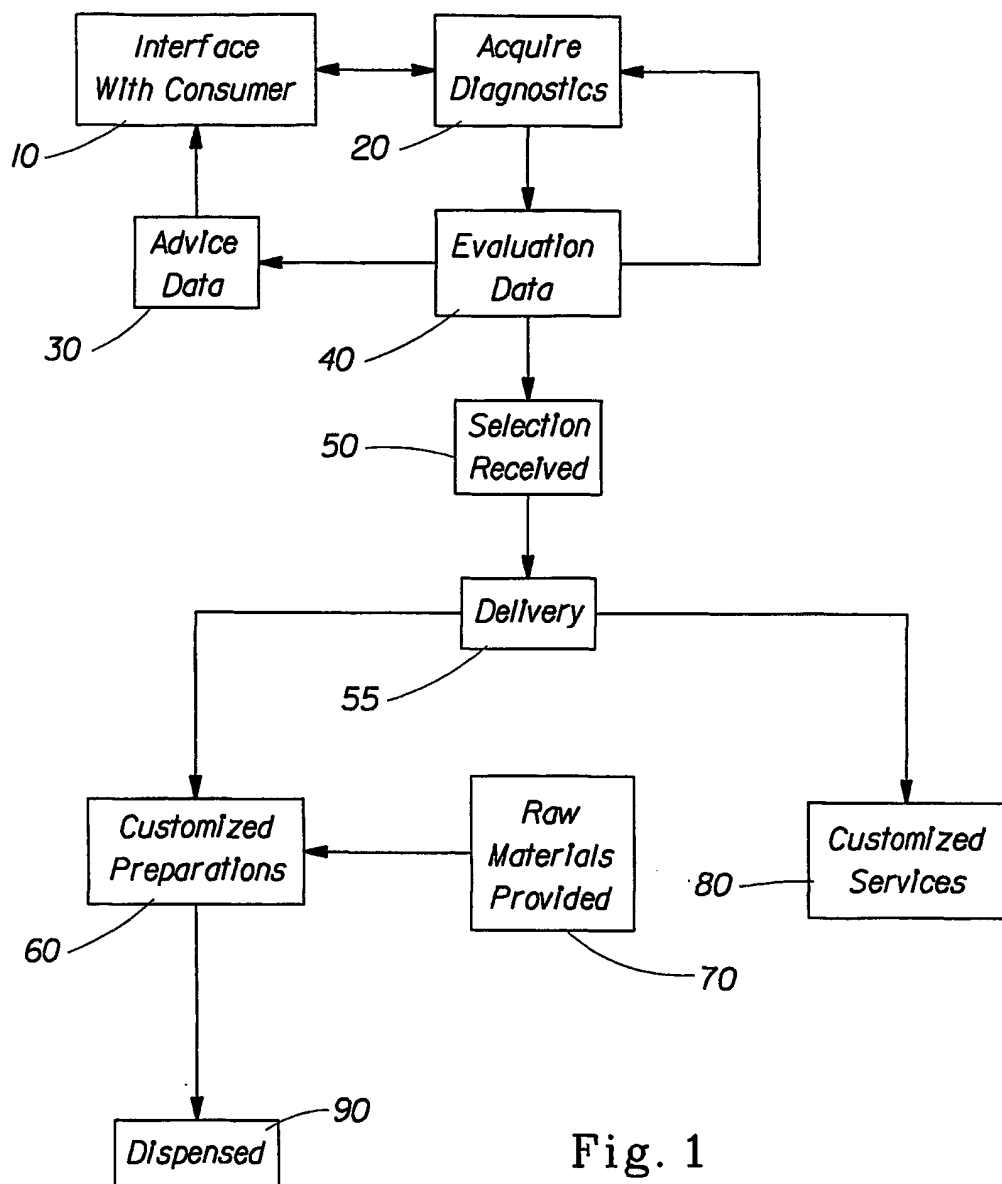 Interface
With Consumer
10
Acquire
Diagnostics
20
Advice
Data
30
Evaluation
Data
40
Selection
Received
50
Delivery
55
Customized
Preparations
60
Raw
Materials
Provided
70
Customized
Services
80
Dispensed
90
Fig. 1